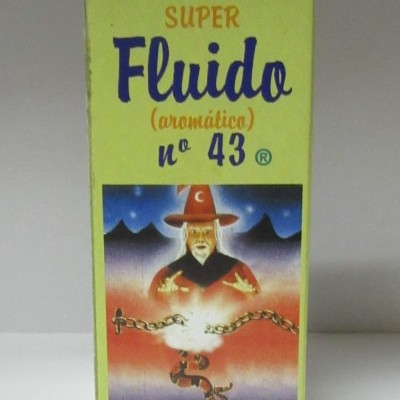 SUPER
Fluido
(aromático)
nº 43 ®